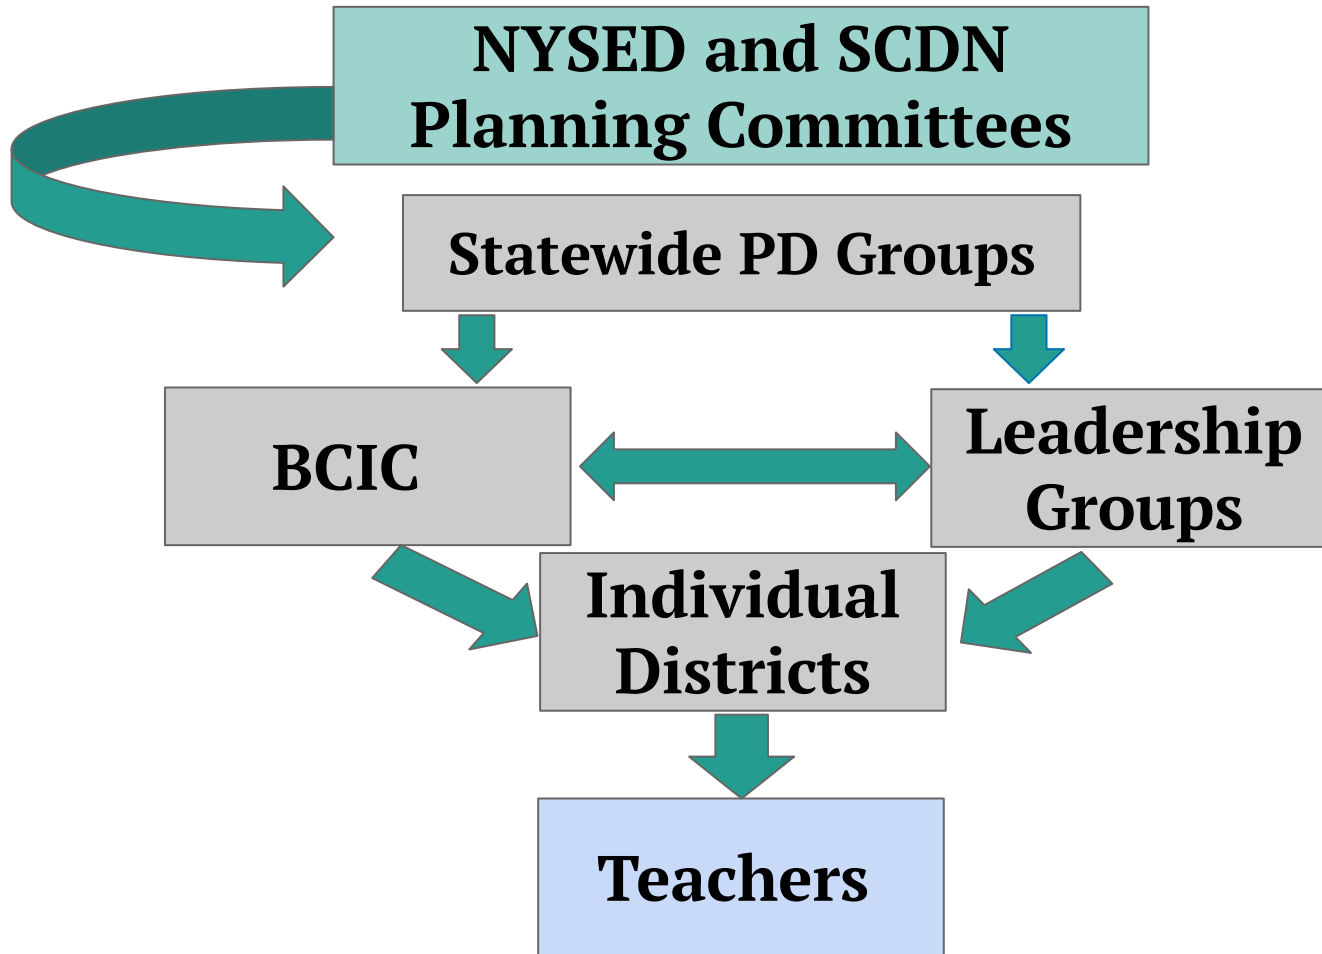 NYSED and SCDN
Planning Committees
Statewide PD Groups
BCIC
Leadership
Groups
Individual
Districts
Teachers